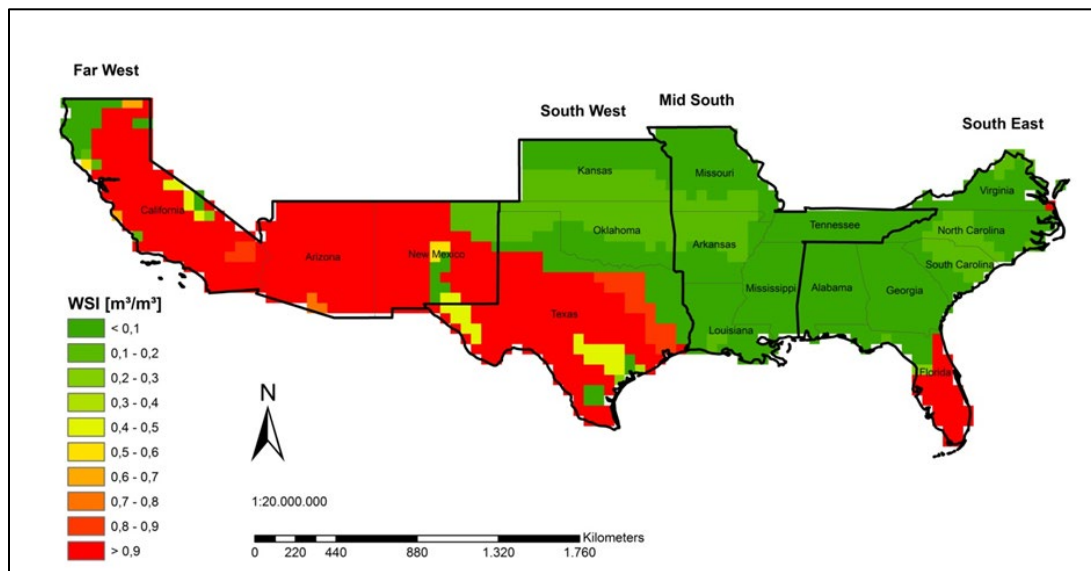 Far West
South West
Mid South
South East
Kansas
Missouri
Virginia
California
Oklahoma
Tennessee
North Carolina
Arkansas
Arizona
New Mexico
South Carolina
Mississippi
Alabama
Georgia
Texas
Louisiana
Florida
WSI [m³/m³]
< 0,1
0,1 - 0,2
0,2 - 0,3
0,3 - 0,4
0,4 - 0,5
0,5 - 0,6
0,6 - 0,7
0,7 - 0,8
0,8 - 0,9
> 0,9
N
1:20.000.000
Kilometers
0 220 440 880 1.320 1.760